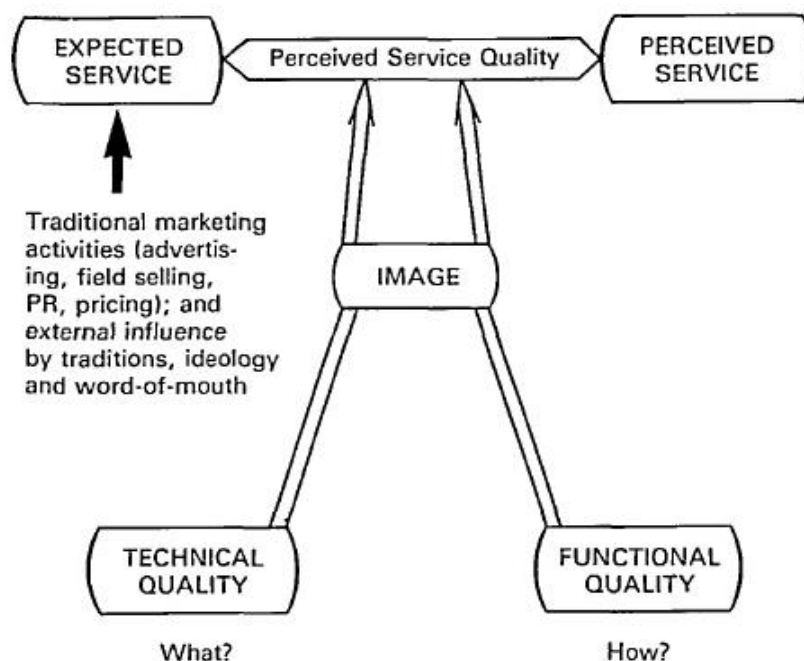 EXPECTED
SERVICE
Perceived Service Quality
PERCEIVED
SERVICE
Traditional marketing
activities (advertis-
ing, field selling,
PR, pricing); and
external influence
by traditions, ideology
and word-of-mouth
IMAGE
TECHNICAL
QUALITY
FUNCTIONAL
QUALITY
What?
How?